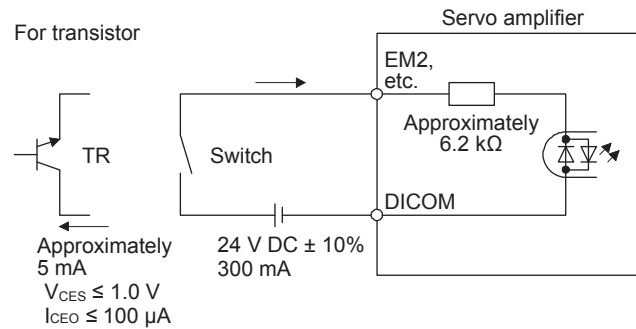 Servo amplifier
For transistor
EM2,
etc.
Approximately
6.2 kΩ
TR
Switch
DICOM
Approximately
5 mA
VCES ≤ 1.0 V
ICEO ≤ 100 μA
24 V DC ± 10%
300 mA